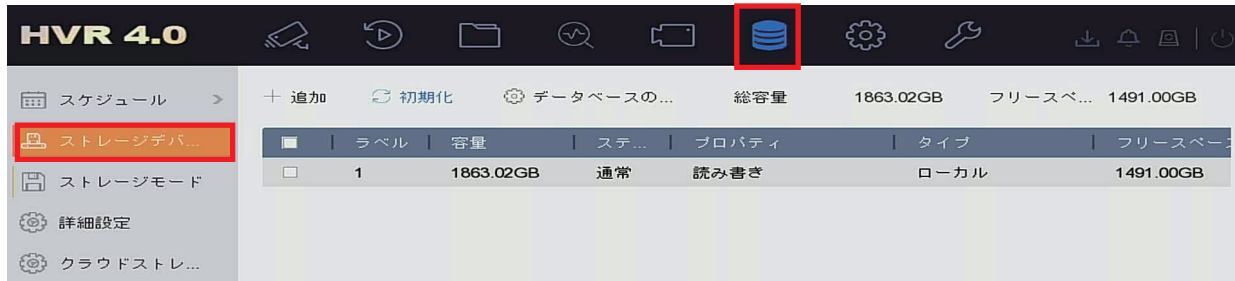 HVR 4.0
スケジュール >
ストレージデバ...
ストレージモード
詳細設定
クラウドストレ...
追加 初期化 データベースの... 総容量 1863.02GB フリースペ... 1491.00GB
ラベル 容量 ステ... プロパティ タイプ フリースペース
1 1863.02GB 通常 読み書き ローカル 1491.00GB